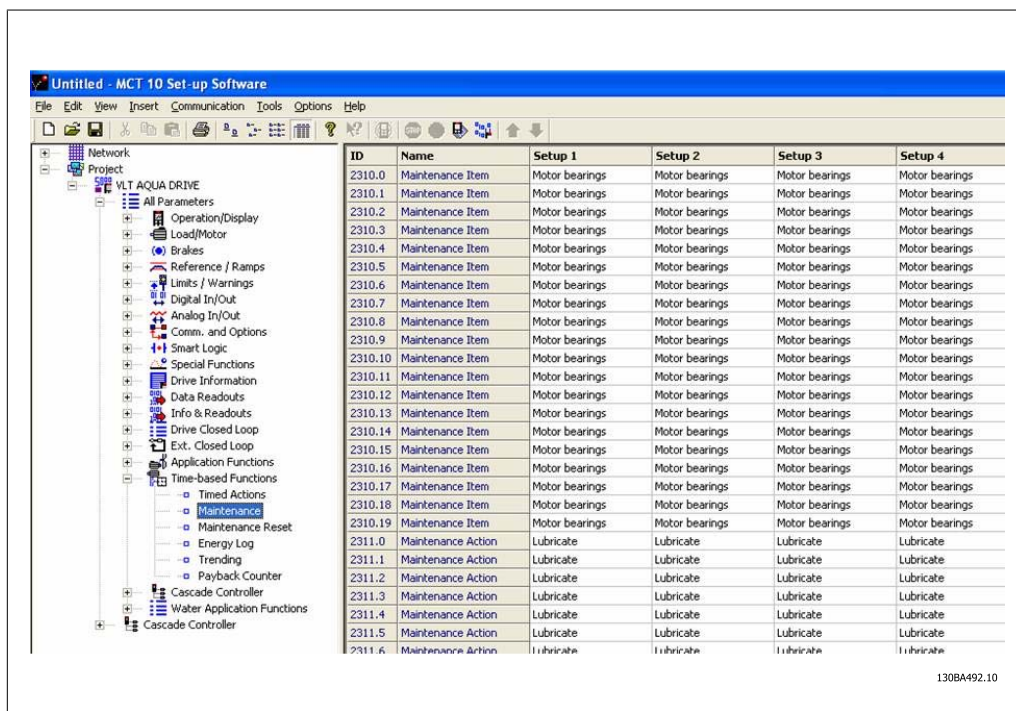 Untitled - MCT 10 Set-up Software
File Edit View Insert Communication Tools Options Help
Network
Project
VLT AQUA DRIVE
All Parameters
Operation/Display
Load/Motor
Brakes
Reference / Ramps
Limits / Warnings
Digital In/Out
Analog In/Out
Comm. and Options
Smart Logic
Special Functions
Drive Information
Data Readouts
Info & Readouts
Drive Closed Loop
Ext. Closed Loop
Application Functions
Time-based Functions
Timed Actions
Maintenance
Maintenance Reset
Energy Log
Trending
Payback Counter
Cascade Controller
Water Application Functions
Cascade Controller
ID Name Setup 1 Setup 2 Setup 3 Setup 4
2310.0 Maintenance Item Motor bearings Motor bearings Motor bearings Motor bearings
2310.1 Maintenance Item Motor bearings Motor bearings Motor bearings Motor bearings
2310.2 Maintenance Item Motor bearings Motor bearings Motor bearings Motor bearings
2310.3 Maintenance Item Motor bearings Motor bearings Motor bearings Motor bearings
2310.4 Maintenance Item Motor bearings Motor bearings Motor bearings Motor bearings
2310.5 Maintenance Item Motor bearings Motor bearings Motor bearings Motor bearings
2310.6 Maintenance Item Motor bearings Motor bearings Motor bearings Motor bearings
2310.7 Maintenance Item Motor bearings Motor bearings Motor bearings Motor bearings
2310.8 Maintenance Item Motor bearings Motor bearings Motor bearings Motor bearings
2310.9 Maintenance Item Motor bearings Motor bearings Motor bearings Motor bearings
2310.10 Maintenance Item Motor bearings Motor bearings Motor bearings Motor bearings
2310.11 Maintenance Item Motor bearings Motor bearings Motor bearings Motor bearings
2310.12 Maintenance Item Motor bearings Motor bearings Motor bearings Motor bearings
2310.13 Maintenance Item Motor bearings Motor bearings Motor bearings Motor bearings
2310.14 Maintenance Item Motor bearings Motor bearings Motor bearings Motor bearings
2310.15 Maintenance Item Motor bearings Motor bearings Motor bearings Motor bearings
2310.16 Maintenance Item Motor bearings Motor bearings Motor bearings Motor bearings
2310.17 Maintenance Item Motor bearings Motor bearings Motor bearings Motor bearings
2310.18 Maintenance Item Motor bearings Motor bearings Motor bearings Motor bearings
2310.19 Maintenance Item Motor bearings Motor bearings Motor bearings Motor bearings
2311.0 Maintenance Action Lubricate Lubricate Lubricate Lubricate
2311.1 Maintenance Action Lubricate Lubricate Lubricate Lubricate
2311.2 Maintenance Action Lubricate Lubricate Lubricate Lubricate
2311.3 Maintenance Action Lubricate Lubricate Lubricate Lubricate
2311.4 Maintenance Action Lubricate Lubricate Lubricate Lubricate
2311.5 Maintenance Action Lubricate Lubricate Lubricate Lubricate
2311.6 Maintenance Action Lubricate Lubricate Lubricate Lubricate
130BA492.10